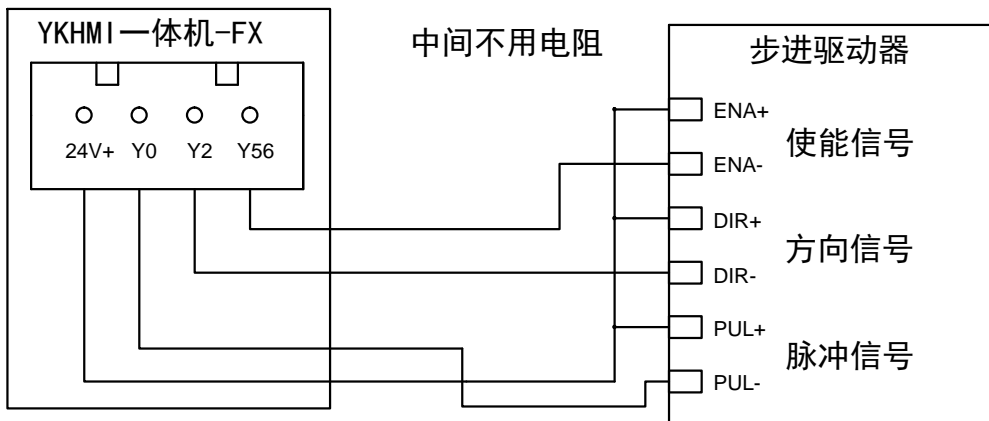 YKHMI一体机-FX
24V+ Y0 Y2 Y56
中间不用电阻
步进驱动器
ENA+
使能信号
ENA-
DIR+
方向信号
DIR-
PUL+
脉冲信号
PUL-